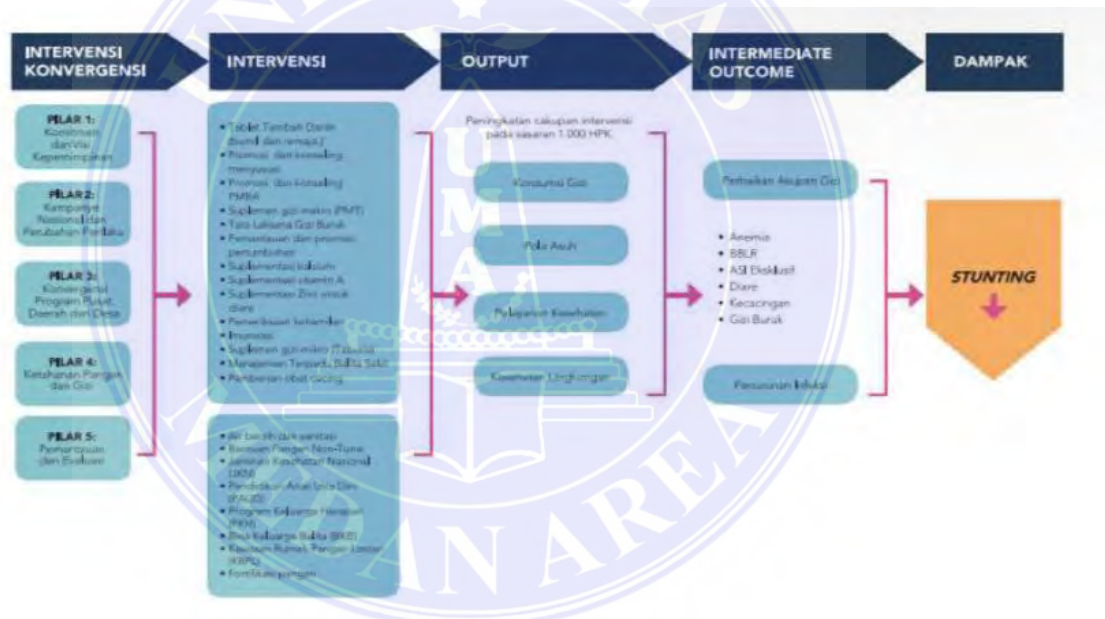 INTERVENSI
KONVERGENSI
INTERVENSI
OUTPUT
INTERMEDIATE
OUTCOME
DAMPAK
PILAR 1:
Komitmen
dan Visi
Kepemimpinan
PILAR 2:
Kampanye
Nasional dan
Perubahan Perilaku
PILAR 3:
Konvergensi
Program Pusat,
Daerah dan Desa
PILAR 4:
Ketahanan Pangan
dan Gizi
PILAR 5:
Pemantauan
dan Evaluasi
• Tablet Tambah Darah
(bumil dan remaja)
• Promosi dan konseling
menyusui
• Promosi dan konseling
PMBA
• Suplemen gizi makro (PMT)
• Tata Laksana Gizi Buruk
• Pemantauan dan promosi
pertumbuhan
• Suplementasi kalsium
• Suplementasi vitamin A
• Suplementasi Zinc untuk
diare
• Pemeriksaan kehamilan
• Imunisasi
• Suplemen gizi mikro (Taburia)
• Manajemen Terpadu Balita Sakit
• Pemberian obat cacing
• Air bersih dan sanitasi
• Bantuan Pangan Non-Tunai
• Jaminan Kesehatan Nasional
(JKN)
• Pendidikan Anak Usia Dini
(PAUD)
• Program Keluarga Harapan
(PKH)
• Bina Keluarga Balita (BKB)
• Kawasan Rumah Pangan Lestari
(KRPL)
• Fortifikasi pangan
Peningkatan cakupan intervensi
pada sasaran 1.000 HPK
Konsumsi Gizi
Pola Asuh
Pelayanan Kesehatan
Kesehatan Lingkungan
Perbaikan Asupan Gizi
• Anemia
• BBLR
• ASI Eksklusif
• Diare
• Kecacingan
• Gizi Buruk
Penurunan Infeksi
STUNTING
UMA
MEDAN AREA